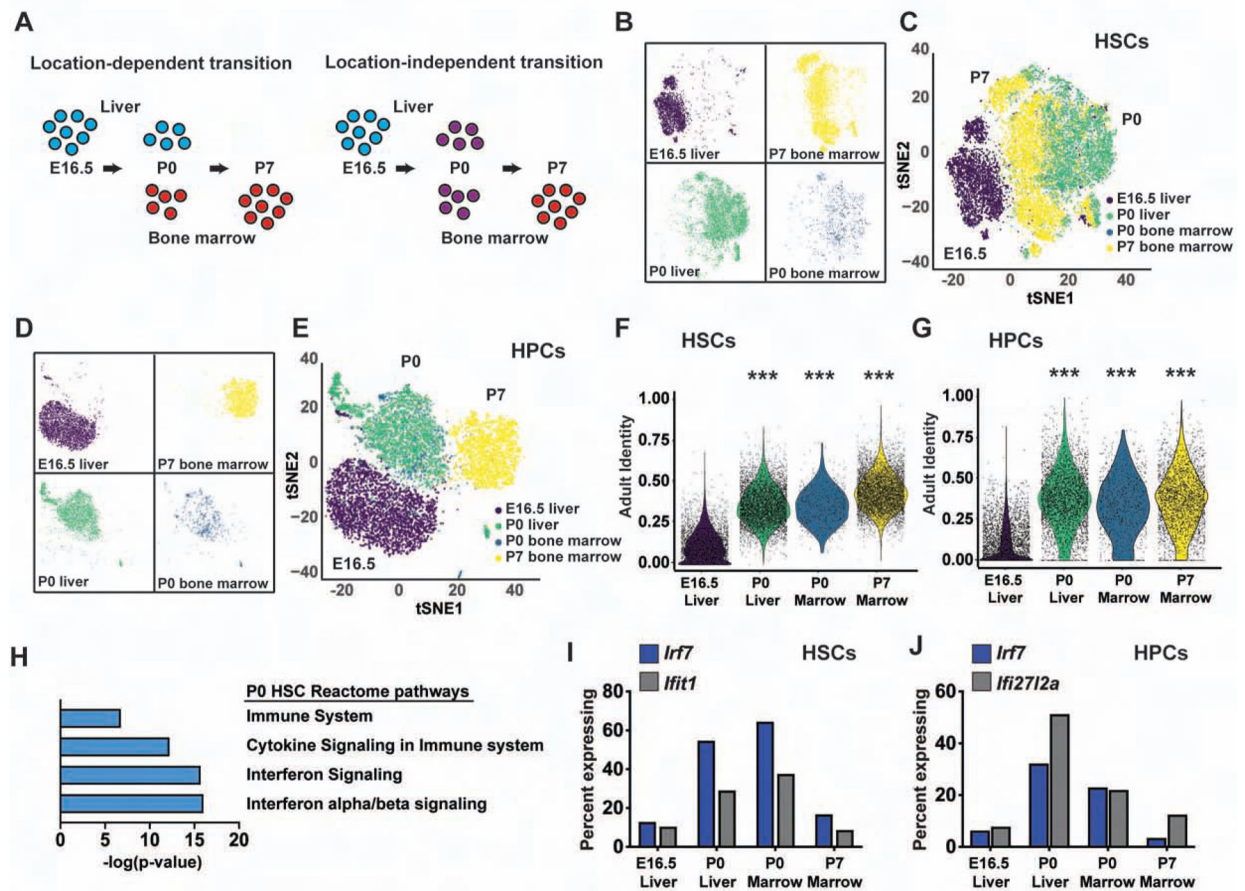 A
Location-dependent transition
Liver
E16.5
P0
P7
Bone marrow
Location-independent transition
Liver
E16.5
P0
P7
Bone marrow
B
E16.5 liver
P7 bone marrow
P0 liver
P0 bone marrow
C
HSCs
40
20
0
−20
−40
tSNE2
P7
P0
E16.5
E16.5 liver
P0 liver
P0 bone marrow
P7 bone marrow
-20
0
20
40
tSNE1
D
E16.5 liver
P7 bone marrow
P0 liver
P0 bone marrow
E
HPCs
40
20
0
−20
−40
tSNE2
P0
P7
E16.5
E16.5 liver
P0 liver
P0 bone marrow
P7 bone marrow
-20
0
20
40
tSNE1
F
HSCs
*** *** ***
1.00
0.75
0.50
0.25
0.00
Adult Identity
E16.5 Liver
P0 Liver
P0 Marrow
P7 Marrow
G
HPCs
*** *** ***
1.00
0.75
0.50
0.25
0.00
Adult Identity
E16.5 Liver
P0 Liver
P0 Marrow
P7 Marrow
H
P0 HSC Reactome pathways
Immune System
Cytokine Signaling in Immune system
Interferon Signaling
Interferon alpha/beta signaling
0 5 10 15 20
-log(p-value)
I
Irf7
Ifit1
HSCs
80
60
40
20
0
Percent expressing
E16.5 Liver
P0 Liver
P0 Marrow
P7 Marrow
J
Irf7
Ifi27l2a
HPCs
60
40
20
0
Percent expressing
E16.5 Liver
P0 Liver
P0 Marrow
P7 Marrow